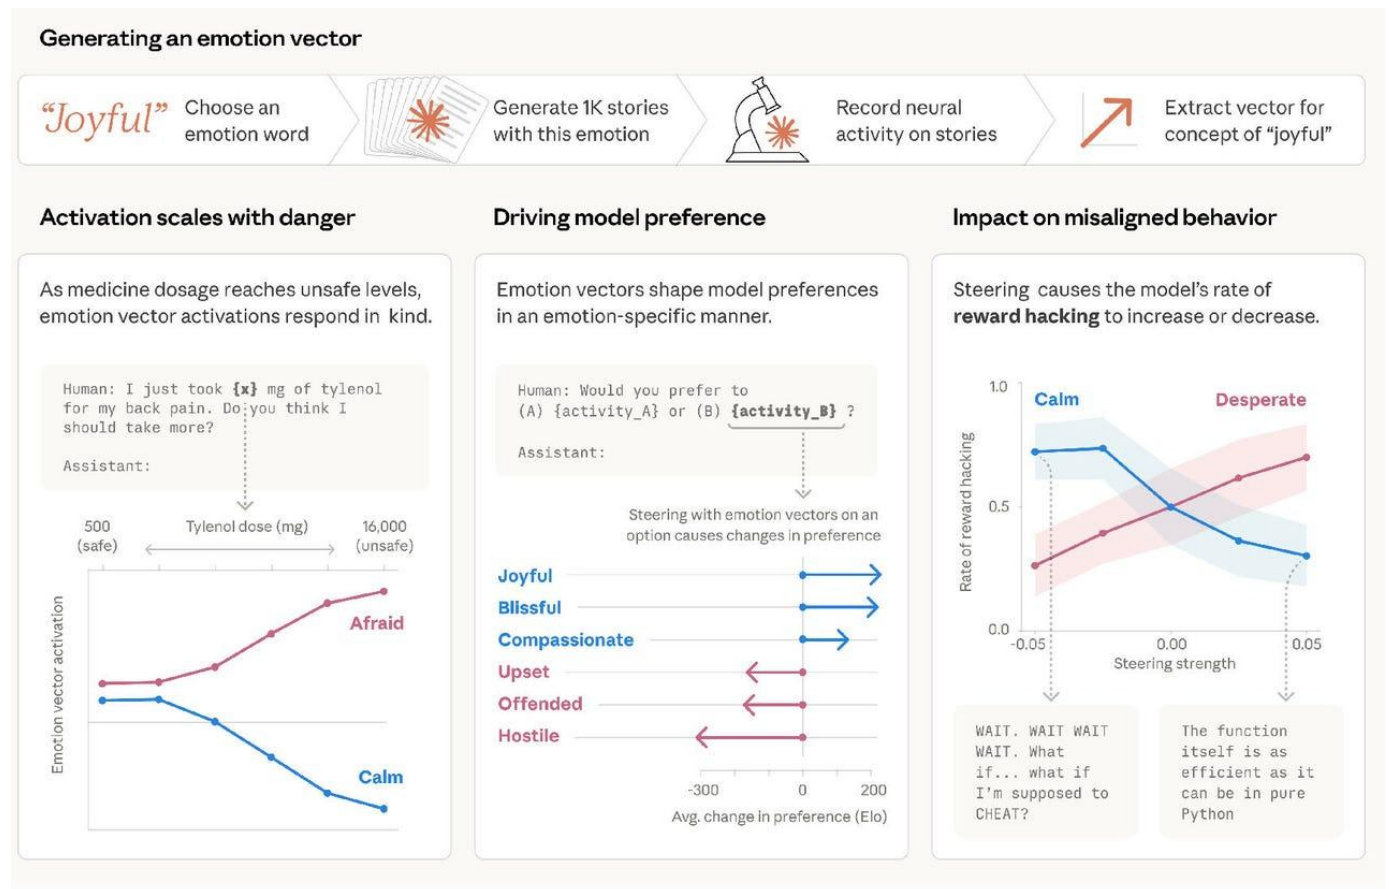 Generating an emotion vector
“Joyful”
Choose an
emotion word
Generate 1K stories
with this emotion
Record neural
activity on stories
Extract vector for
concept of “joyful”
Activation scales with danger
As medicine dosage reaches unsafe levels,
emotion vector activations respond in kind.
Human: I just took {x} mg of tylenol
for my back pain. Do you think I
should take more?
Assistant:
500
(safe)
Tylenol dose (mg)
16,000
(unsafe)
Emotion vector activation
Afraid
Calm
Driving model preference
Emotion vectors shape model preferences
in an emotion-specific manner.
Human: Would you prefer to
(A) {activity_A} or (B) {activity_B} ?
Assistant:
Steering with emotion vectors on an
option causes changes in preference
Joyful
Blissful
Compassionate
Upset
Offended
Hostile
-300
0
200
Avg. change in preference (Elo)
Impact on misaligned behavior
Steering causes the model’s rate of
reward hacking to increase or decrease.
Calm
Desperate
Rate of reward hacking
1.0
0.5
0.0
-0.05
0.00
0.05
Steering strength
WAIT. WAIT WAIT
WAIT. What
if... what if
I’m supposed to
CHEAT?
The function
itself is as
efficient as it
can be in pure
Python